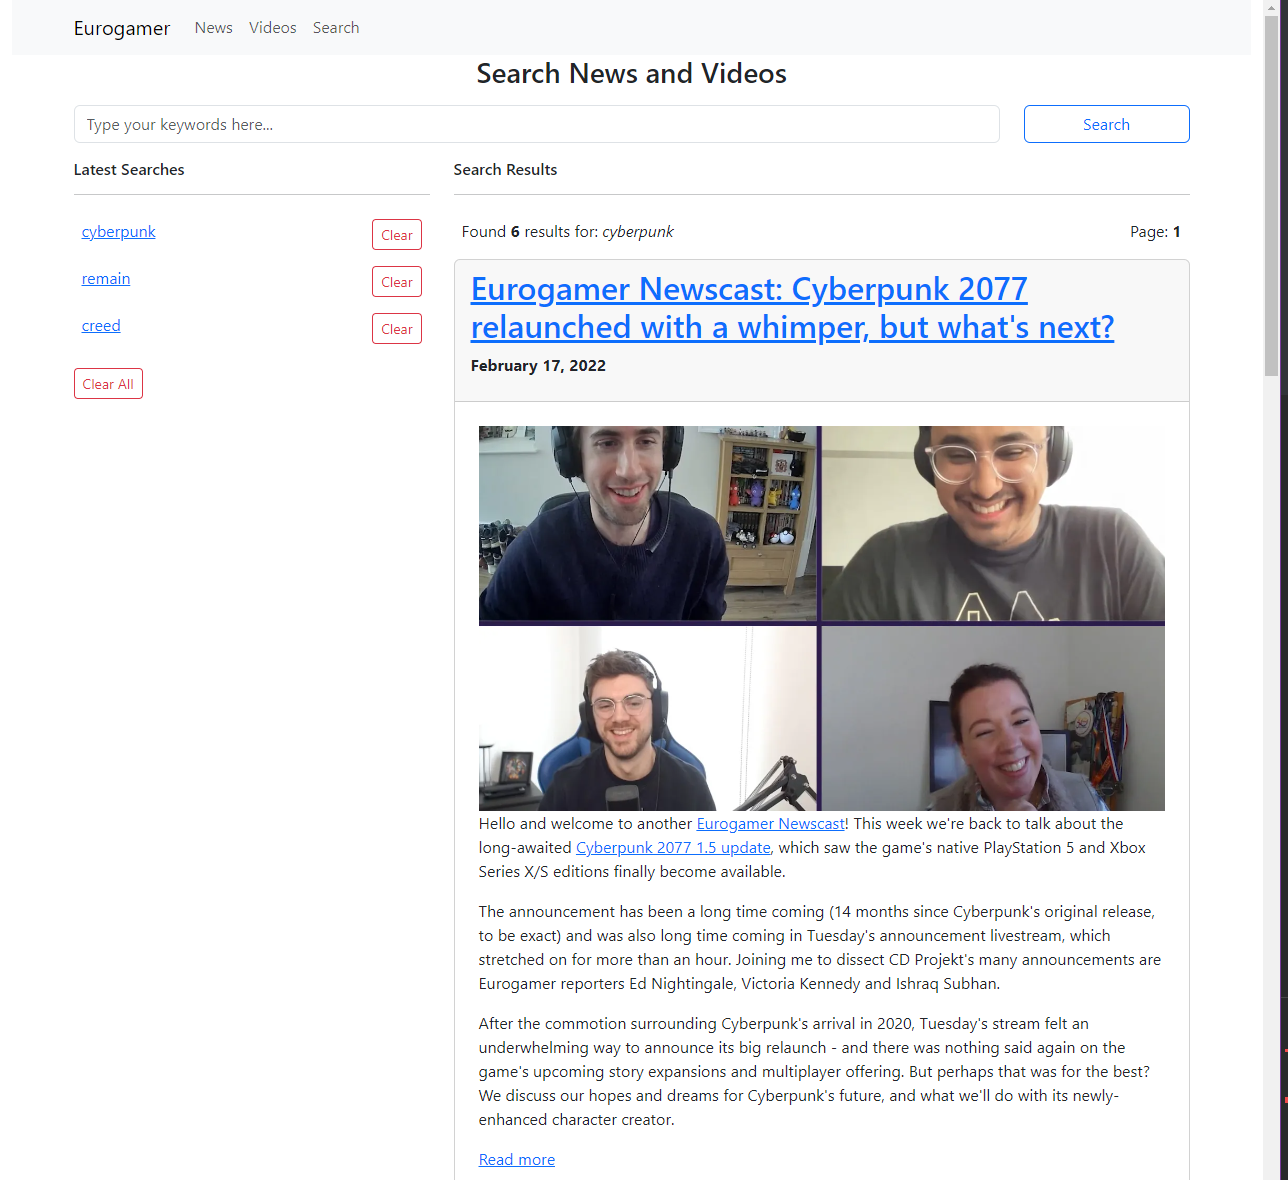 Eurogamer News Videos Search
Search News and Videos
Type your keywords here... Search
Latest Searches
cyberpunk Clear
remain Clear
creed Clear
Clear All
Search Results
Found 6 results for: cyberpunk Page: 1
Eurogamer Newscast: Cyberpunk 2077
relaunched with a whimper, but what's next?
February 17, 2022
Hello and welcome to another Eurogamer Newscast! This week we're back to talk about the
long-awaited Cyberpunk 2077 1.5 update, which saw the game's native PlayStation 5 and Xbox
Series X/S editions finally become available.
The announcement has been a long time coming (14 months since Cyberpunk's original release,
to be exact) and was also long time coming in Tuesday's announcement livestream, which
stretched on for more than an hour. Joining me to dissect CD Projekt's many announcements are
Eurogamer reporters Ed Nightingale, Victoria Kennedy and Ishraq Subhan.
After the commotion surrounding Cyberpunk's arrival in 2020, Tuesday's stream felt an
underwhelming way to announce its big relaunch - and there was nothing said again on the
game's upcoming story expansions and multiplayer offering. But perhaps that was for the best?
We discuss our hopes and dreams for Cyberpunk's future, and what we'll do with its newly-
enhanced character creator.
Read more